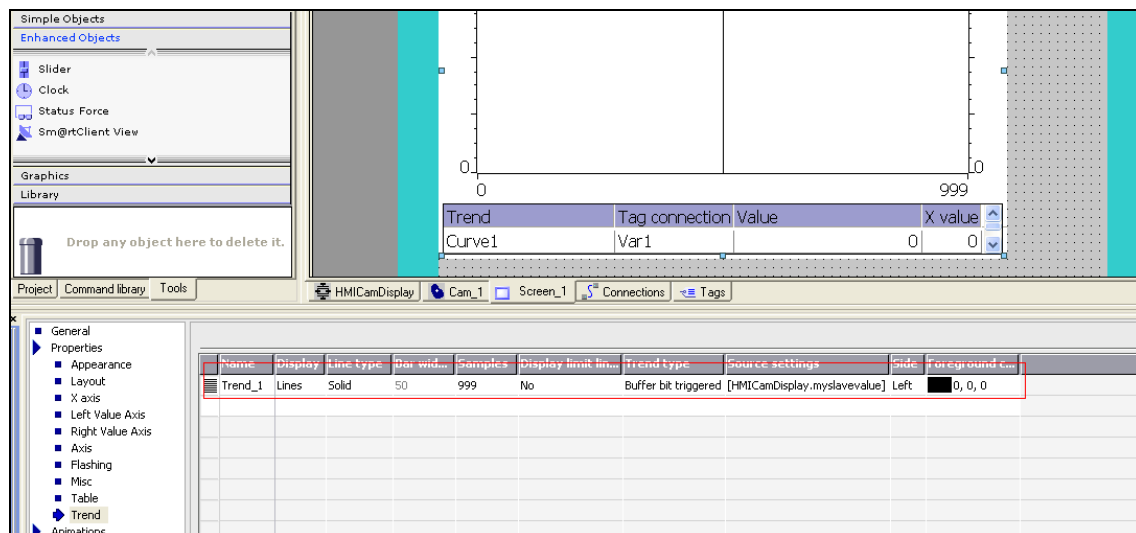 Simple Objects
Enhanced Objects
Slider
Clock
Status Force
Sm@rtClient View
Graphics
Library
Drop any object here to delete it.
Project Command library Tools
0 0
0 999
Trend Tag connection Value X value
Curve1 Var1 0 0
HMICamDisplay Cam_1 Screen_1 Connections Tags
General
Properties
Appearance
Layout
X axis
Left Value Axis
Right Value Axis
Axis
Flashing
Misc
Table
Trend
Animations
Name Display Line type Bar wid... Samples Display limit lin... Trend type Source settings Side Foreground c...
Trend_1 Lines Solid 50 999 No Buffer bit triggered [HMICamDisplay.myslavevalue] Left 0, 0, 0